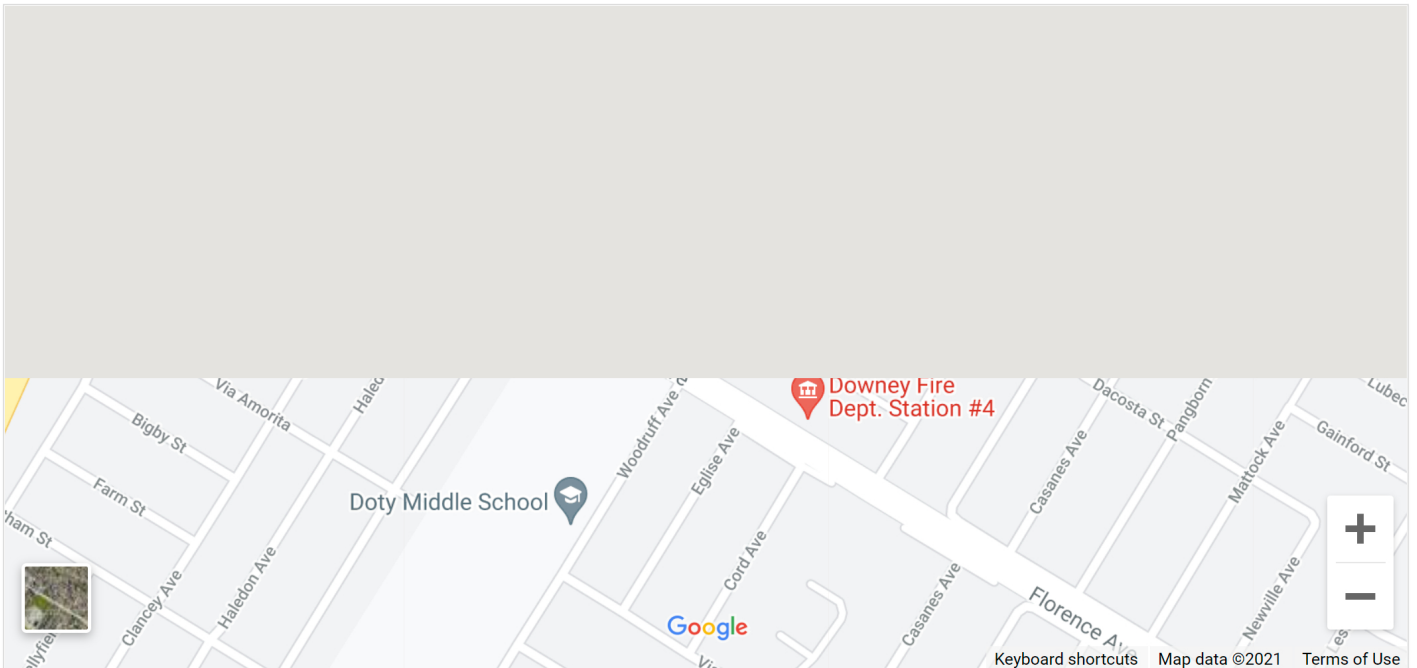 Downey Fire
Dept. Station #4
Via Amorita
Bigby St
Farm St
Clancey Ave
Haledon Ave
Doty Middle School
Woodruff Ave
Eglise Ave
Cord Ave
Dacosta St
Pangborn
Casanes Ave
Mattock Ave
Gainford St
Casanes Ave
Florence Ave
Newville Ave
Google
Keyboard shortcuts Map data ©2021 Terms of Use